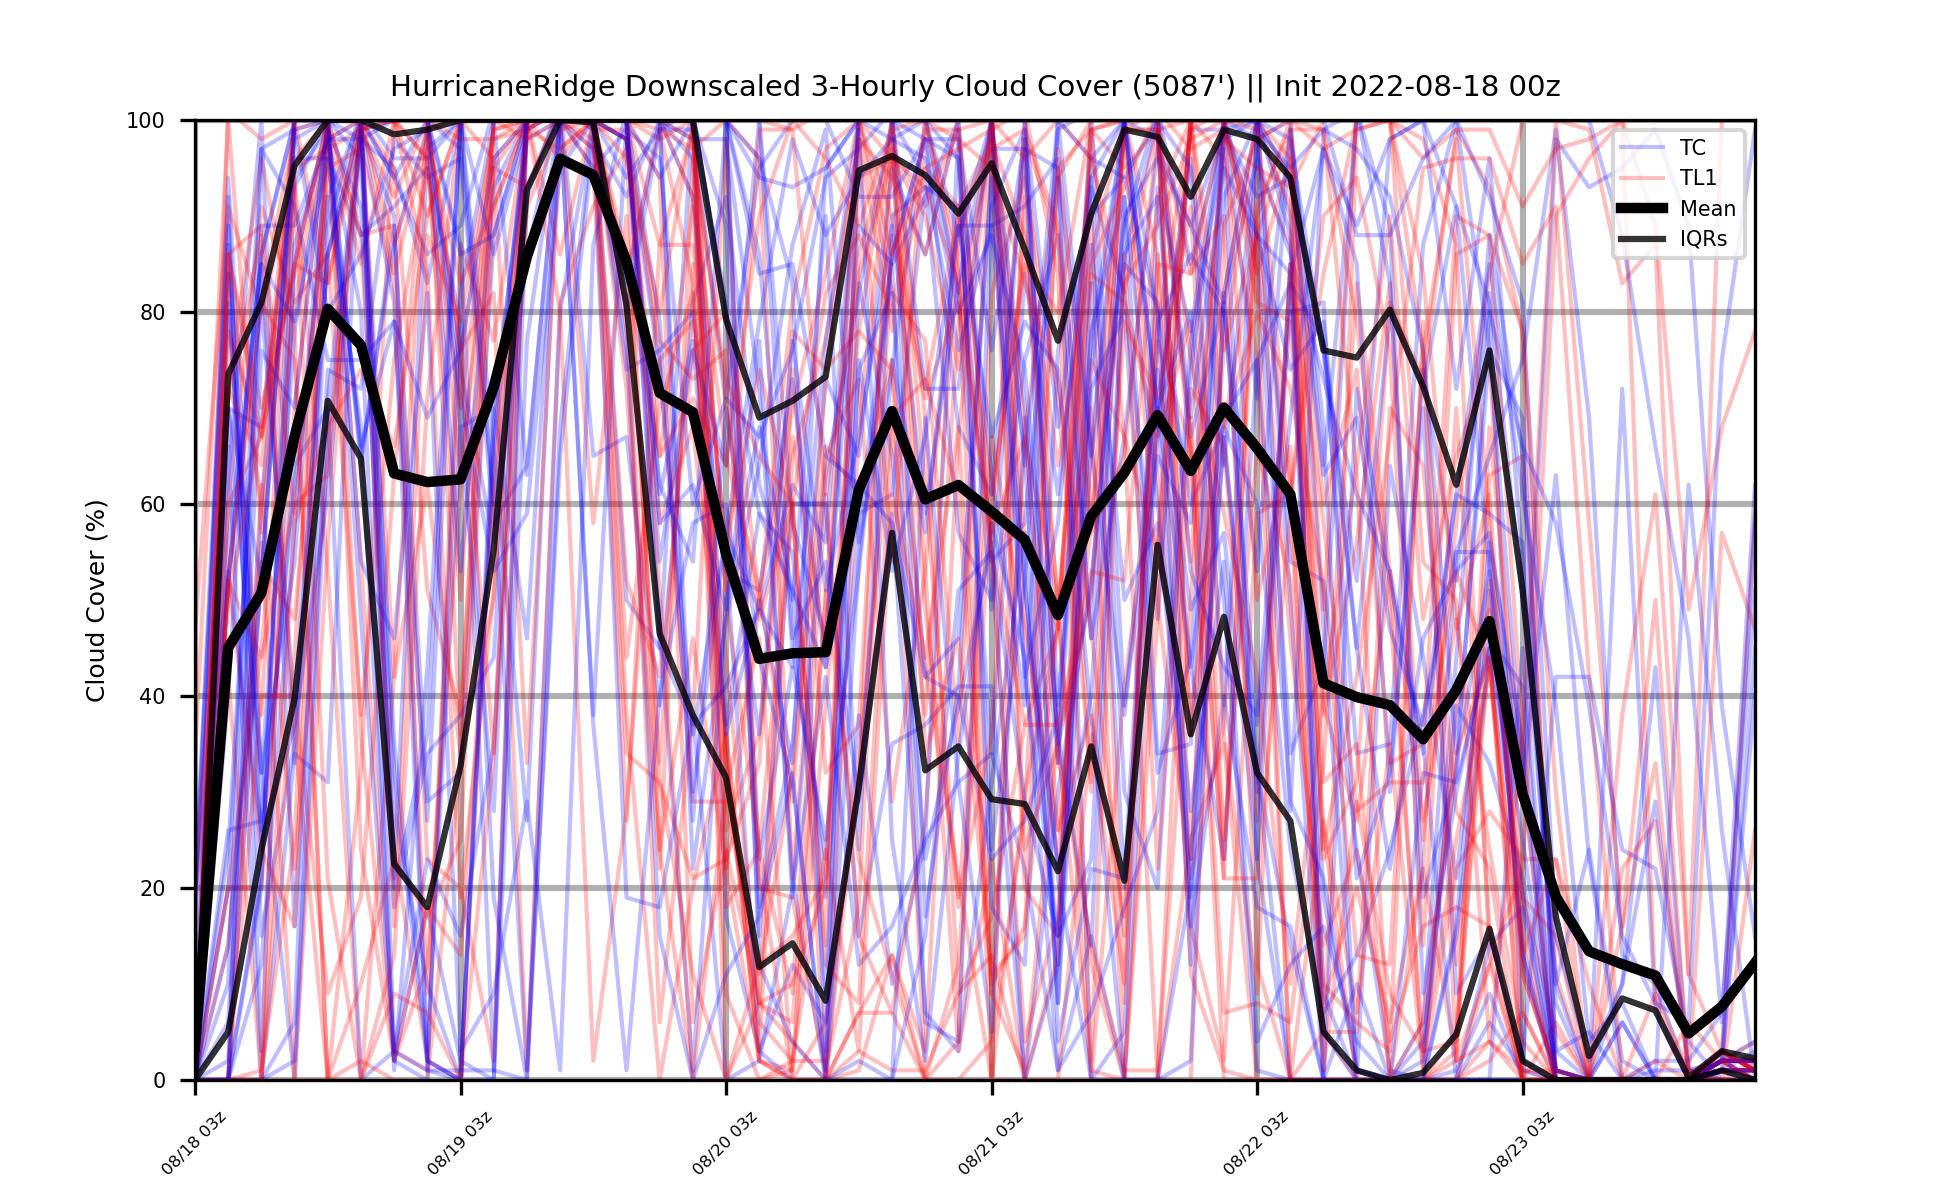 HurricaneRidge Downscaled 3-Hourly Cloud Cover (5087') || Init 2022-08-18 00z
Cloud Cover (%)
100
80
60
40
20
0
TC
TL1
Mean
IQRs
08/18 03z
08/19 03z
08/20 03z
08/21 03z
08/22 03z
08/23 03z